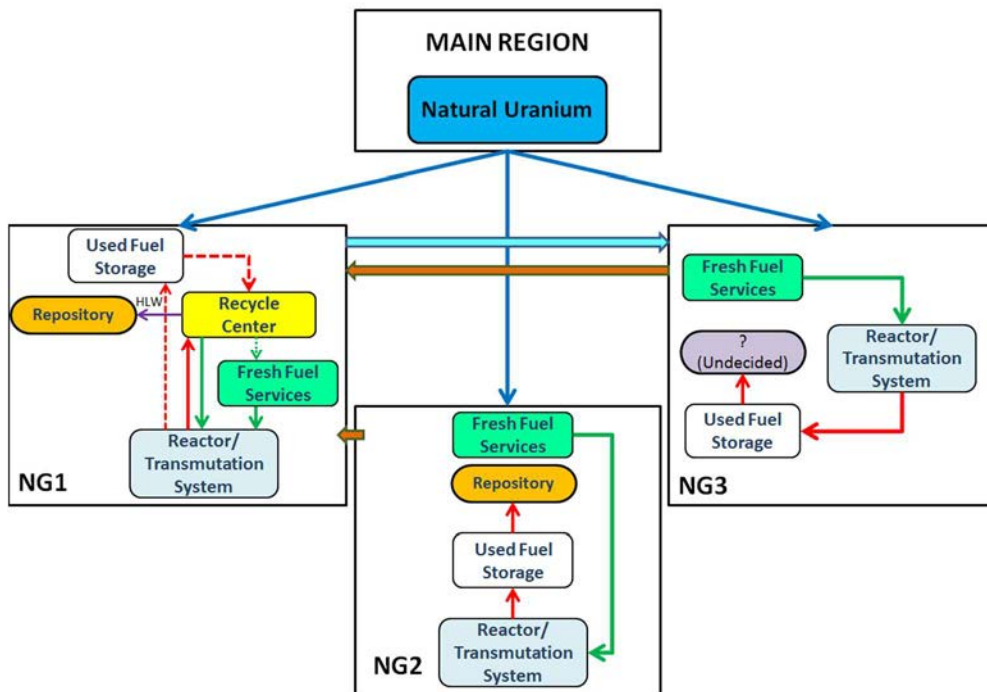 MAIN REGION
Natural Uranium
Used Fuel
Storage
HLW
Repository
Recycle
Center
Fresh Fuel
Services
Reactor/
Transmutation
System
NG1
Fresh Fuel
Services
Repository
Used Fuel
Storage
Reactor/
Transmutation
System
NG2
Fresh Fuel
Services
?
(Undecided)
Reactor/
Transmutation
System
Used Fuel
Storage
NG3